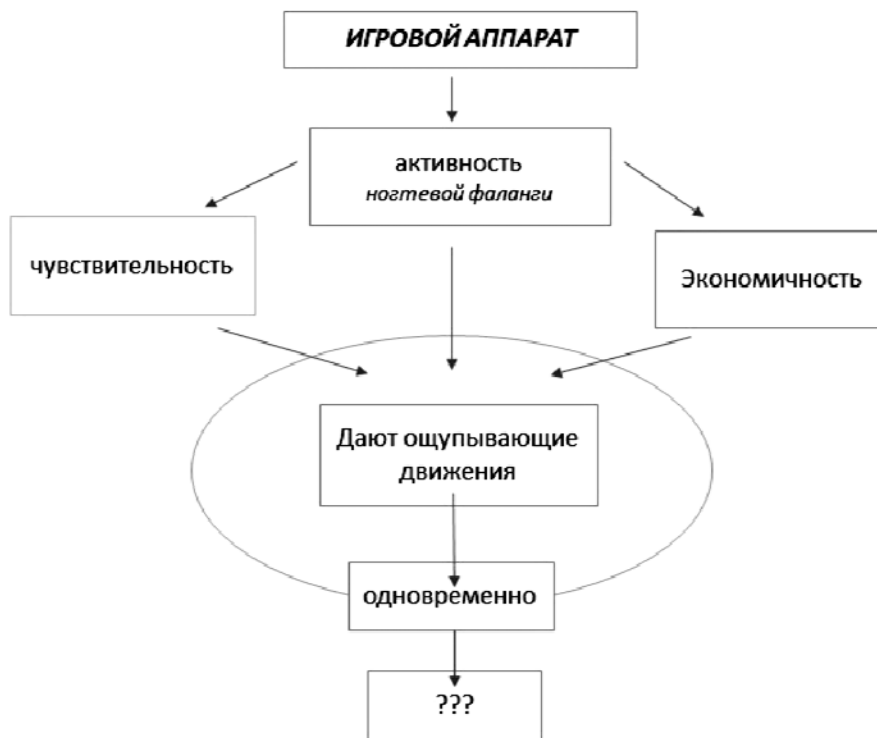 ИГРОВОЙ АППАРАТ
активность
ногтевой фаланги
чувствительность
Экономичность
Дают ощупывающие
движения
одновременно
???